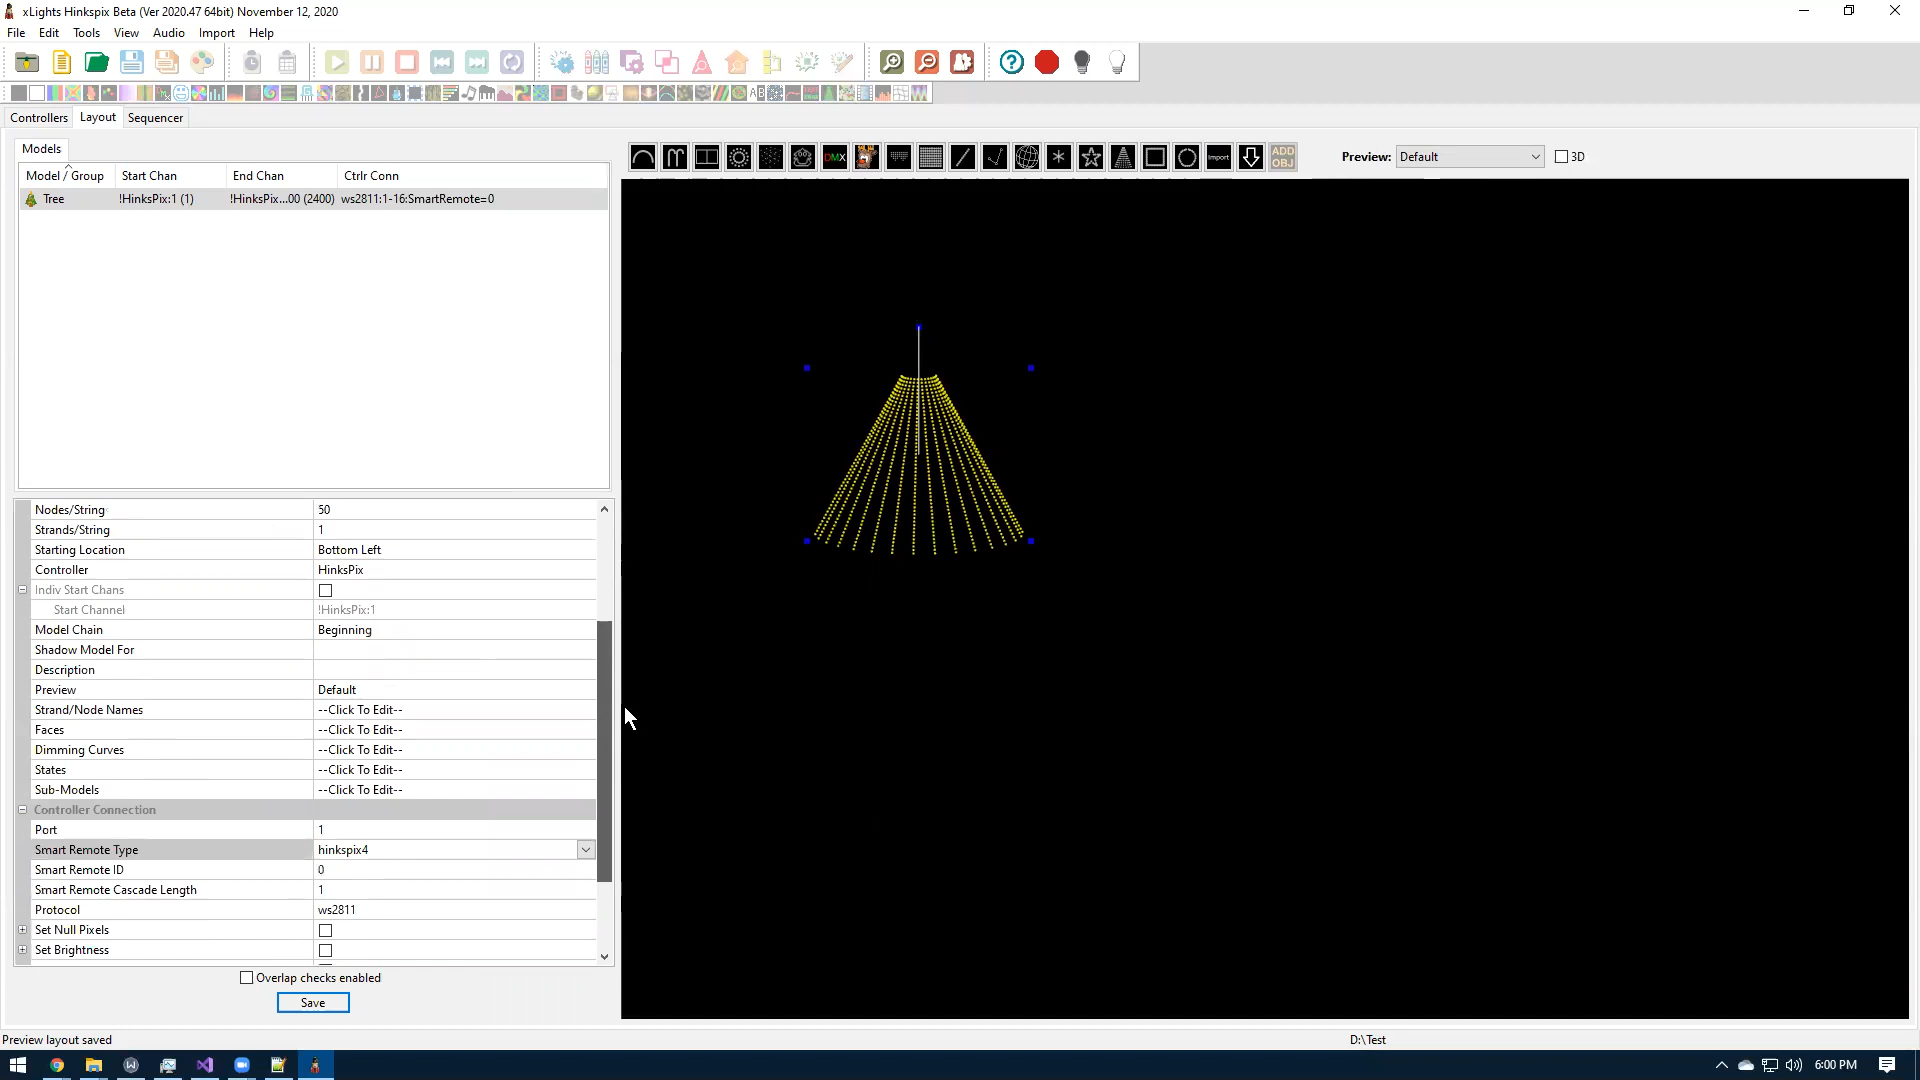 xLights Hinkspix Beta (Ver 2020.47 64bit) November 12, 2020
File Edit Tools View Audio Import Help
Controllers Layout Sequencer
Models
Model / Group Start Chan End Chan Ctrlr Conn
Tree !HinksPix:1 (1) !HinksPix...00 (2400) ws2811:1-16:SmartRemote=0
DMX
Import
ADD OBJ
Preview: Default 3D
Nodes/String 50
Strands/String 1
Starting Location Bottom Left
Controller HinksPix
Indiv Start Chans
Start Channel !HinksPix:1
Model Chain Beginning
Shadow Model For
Description
Preview Default
Strand/Node Names --Click To Edit--
Faces --Click To Edit--
Dimming Curves --Click To Edit--
States --Click To Edit--
Sub-Models --Click To Edit--
Controller Connection
Port 1
Smart Remote Type hinkspix4
Smart Remote ID 0
Smart Remote Cascade Length 1
Protocol ws2811
Set Null Pixels
Set Brightness
Overlap checks enabled
Save
Preview layout saved D:\Test
6:00 PM